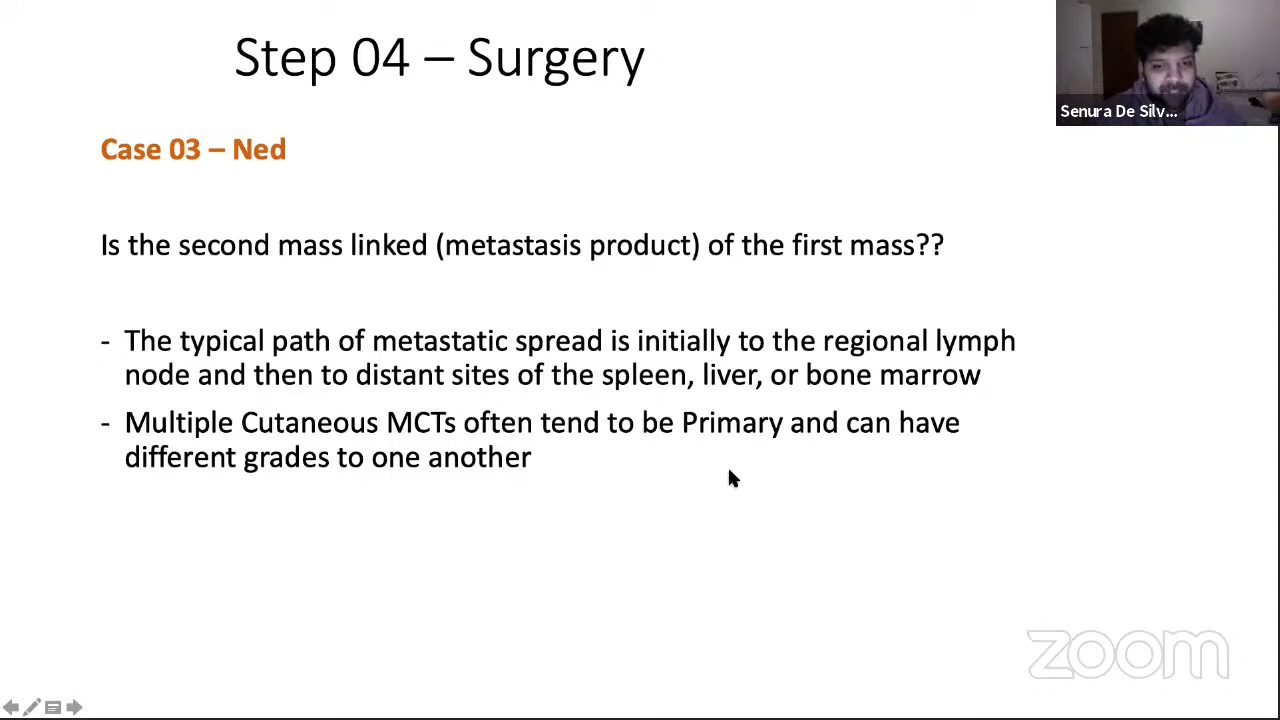 Step 04 – Surgery
Senura De Silv...
Case 03 – Ned
Is the second mass linked (metastasis product) of the first mass??
- The typical path of metastatic spread is initially to the regional lymph
node and then to distant sites of the spleen, liver, or bone marrow
- Multiple Cutaneous MCTs often tend to be Primary and can have
different grades to one another
zoom